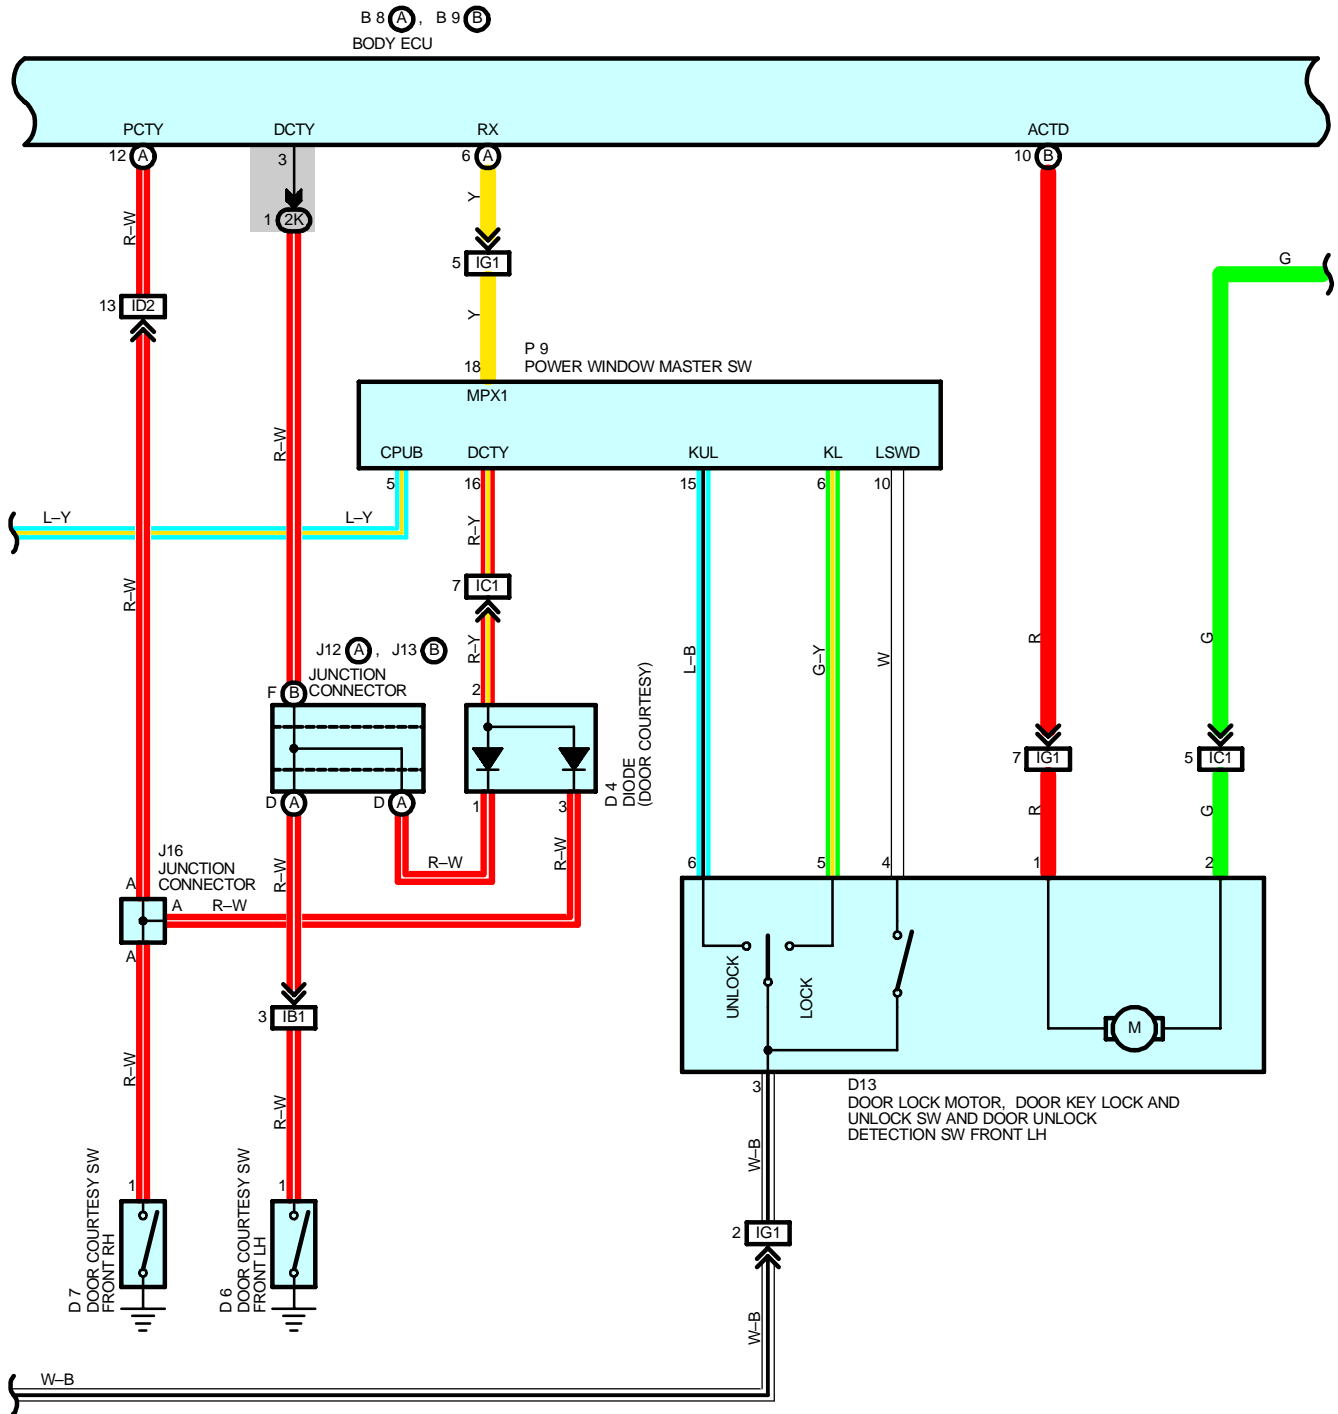 B 8 A , B 9 B
BODY ECU
PCTY DCTY RX ACTD
12 A 3 6 A 10 B
1 2K
R–W
Y
5 IG1
G
13 ID2
Y
P 9
POWER WINDOW MASTER SW
18
MPX1
R–W
CPUB DCTY KUL KL LSWD
5 16 15 6 10
L–Y L–Y
R–Y
R–W
7 IC1
J12 A , J13 B
JUNCTION
CONNECTOR
R–Y
L–B
G–Y
W
R
G
F B
2
D 4
DIODE
(DOOR COURTESY)
7 IG1
5 IC1
D A D A
1 3
R G
J16
JUNCTION
CONNECTOR
R–W
R–W
R–W
6 5 4 1 2
A
A R–W
A
UNLOCK
LOCK
M
3 IB1
R–W
R–W
3
D13
DOOR LOCK MOTOR, DOOR KEY LOCK AND
UNLOCK SW AND DOOR UNLOCK
DETECTION SW FRONT LH
W–B
1 1
D 7
DOOR COURTESY SW
FRONT RH
D 6
DOOR COURTESY SW
FRONT LH
2 IG1
W–B
W–B